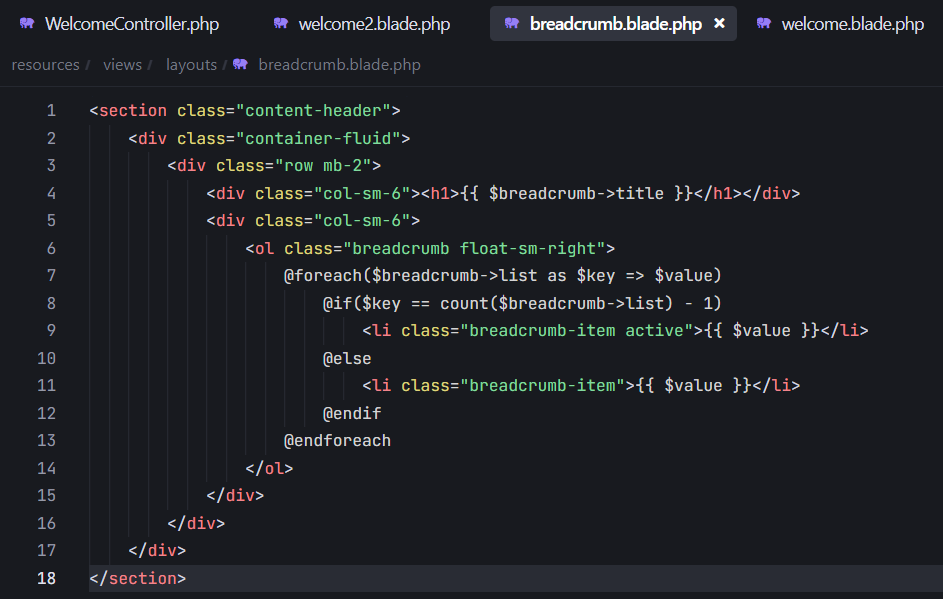 WelcomeController.php welcome2.blade.php breadcrumb.blade.php × welcome.blade.php
resources / views / layouts / breadcrumb.blade.php
1 <section class="content-header">
2     <div class="container-fluid">
3         <div class="row mb-2">
4             <div class="col-sm-6"><h1>{{ $breadcrumb->title }}</h1></div>
5             <div class="col-sm-6">
6                 <ol class="breadcrumb float-sm-right">
7                     @foreach($breadcrumb->list as $key => $value)
8                         @if($key == count($breadcrumb->list) - 1)
9                             <li class="breadcrumb-item active">{{ $value }}</li>
10                         @else
11                             <li class="breadcrumb-item">{{ $value }}</li>
12                         @endif
13                     @endforeach
14                 </ol>
15             </div>
16         </div>
17     </div>
18 </section>